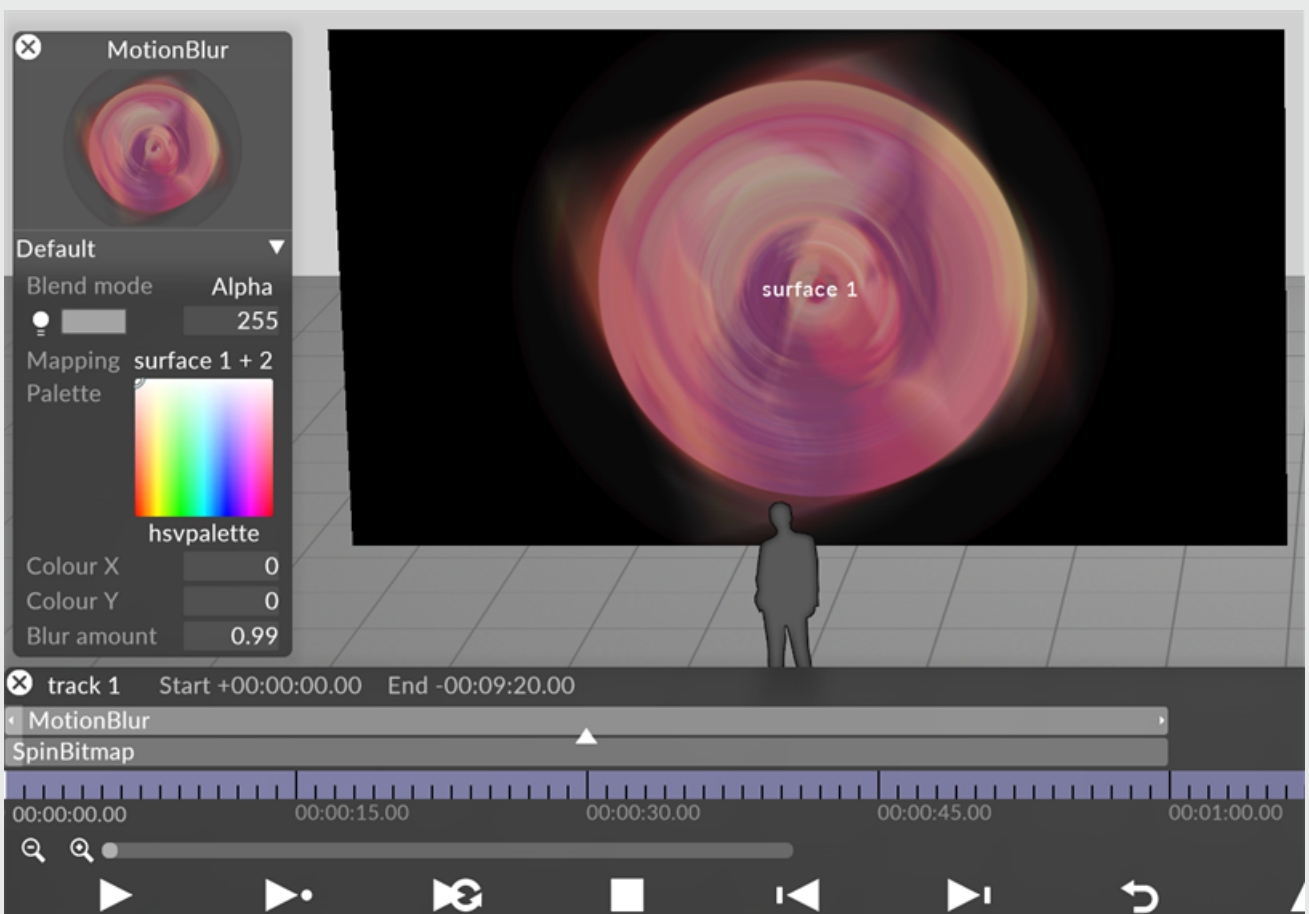 MotionBlur
Default
Blend mode Alpha
255
Mapping surface 1 + 2
Palette
hsvpalette
Colour X 0
Colour Y 0
Blur amount 0.99
surface 1
track 1 Start +00:00:00.00 End -00:09:20.00
MotionBlur
SpinBitmap
00:00:00.00 00:00:15.00 00:00:30.00 00:00:45.00 00:01:00.00